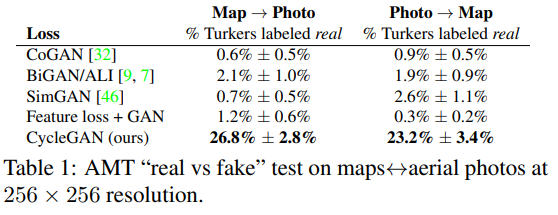 Map → Photo Photo → Map
Loss % Turkers labeled real % Turkers labeled real
CoGAN [32] 0.6% ± 0.5% 0.9% ± 0.5%
BiGAN/ALI [9, 7] 2.1% ± 1.0% 1.9% ± 0.9%
SimGAN [46] 0.7% ± 0.5% 2.6% ± 1.1%
Feature loss + GAN 1.2% ± 0.6% 0.3% ± 0.2%
CycleGAN (ours) 26.8% ± 2.8% 23.2% ± 3.4%
Table 1: AMT “real vs fake” test on maps↔aerial photos at
256 × 256 resolution.